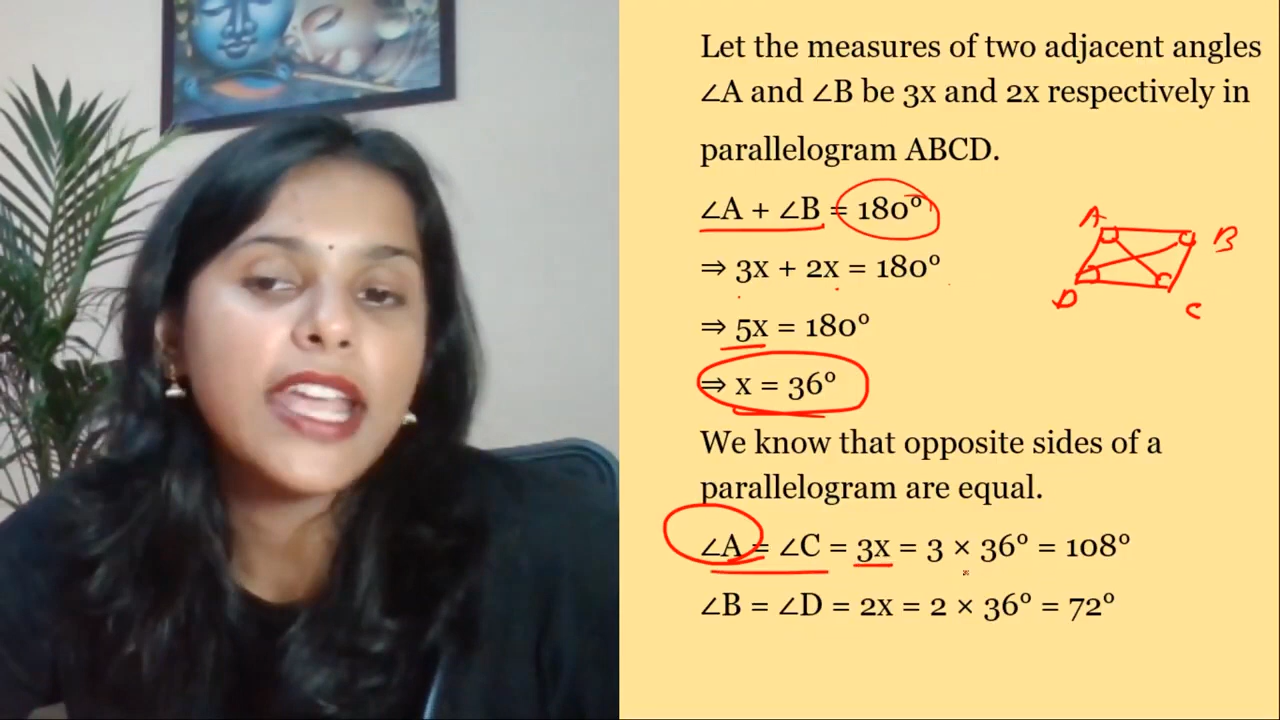 Let the measures of two adjacent angles
∠A and ∠B be 3x and 2x respectively in
parallelogram ABCD.
∠A + ∠B = 180°
⇒ 3x + 2x = 180°
A
B
D
C
⇒ 5x = 180°
⇒ x = 36°
We know that opposite sides of a
parallelogram are equal.
∠A = ∠C = 3x = 3 × 36° = 108°
∠B = ∠D = 2x = 2 × 36° = 72°